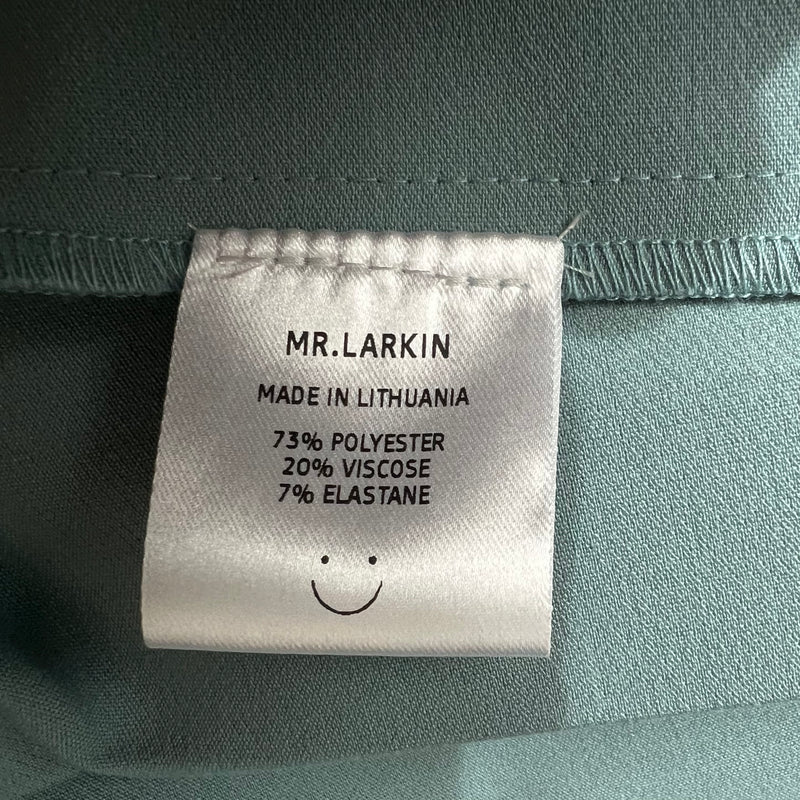 MR.LARKIN
MADE IN LITHUANIA
73% POLYESTER
20% VISCOSE
7% ELASTANE